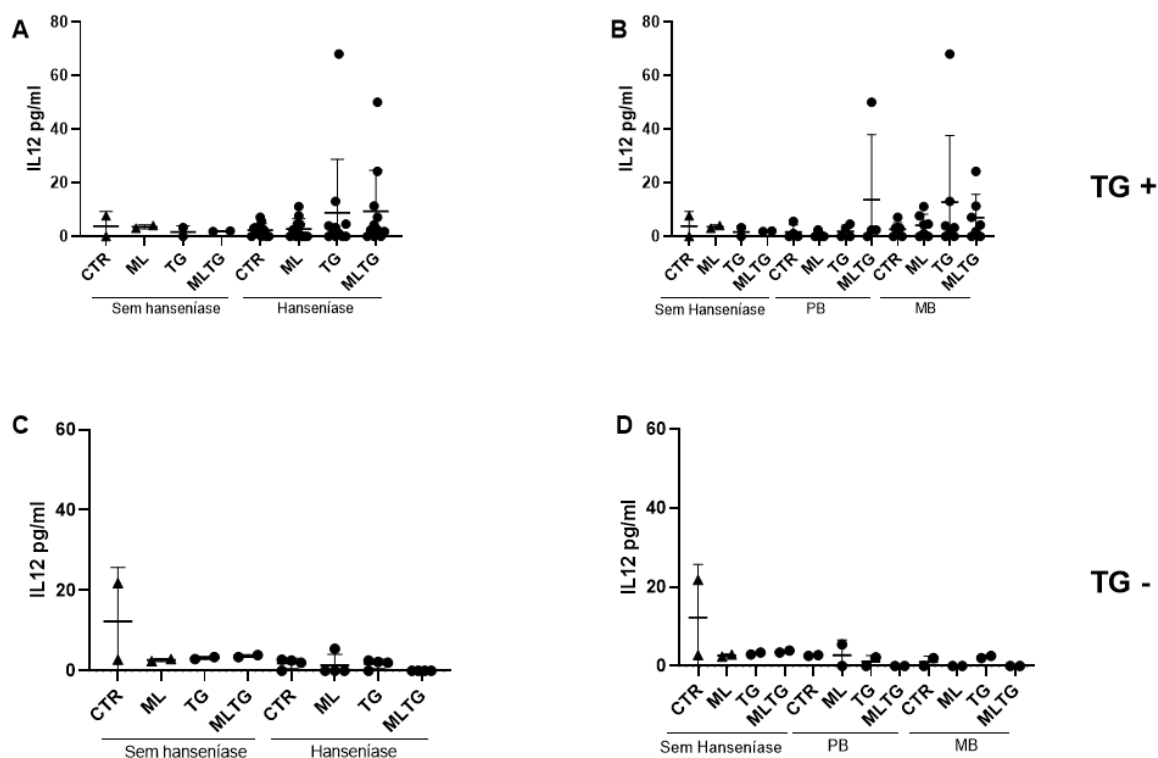 A
IL12 pg/ml
80
60
40
20
0
CTR ML TG MLTG CTR ML TG MLTG
Sem hanseníase Hanseníase
B
IL12 pg/ml
80
60
40
20
0
CTR ML TG MLTG CTR ML TG MLTG CTR ML TG MLTG
Sem Hanseníase PB MB
TG +
C
IL12 pg/ml
60
40
20
0
CTR ML TG MLTG CTR ML TG MLTG
Sem hanseníase Hanseníase
D
IL12 pg/ml
60
40
20
0
CTR ML TG MLTG CTR ML TG MLTG CTR ML TG MLTG
Sem Hanseníase PB MB
TG -